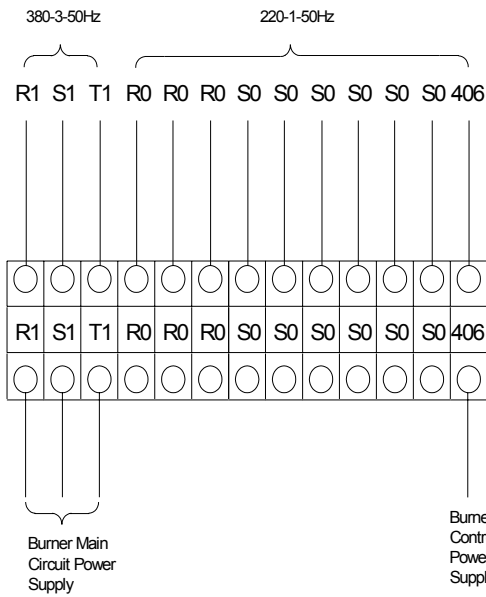 380-3-50Hz 220-1-50Hz
R1 S1 T1 R0 R0 R0 S0 S0 S0 S0 S0 S0 406
R1 S1 T1 R0 R0 R0 S0 S0 S0 S0 S0 S0 406
Burner Main
Circuit Power
Supply